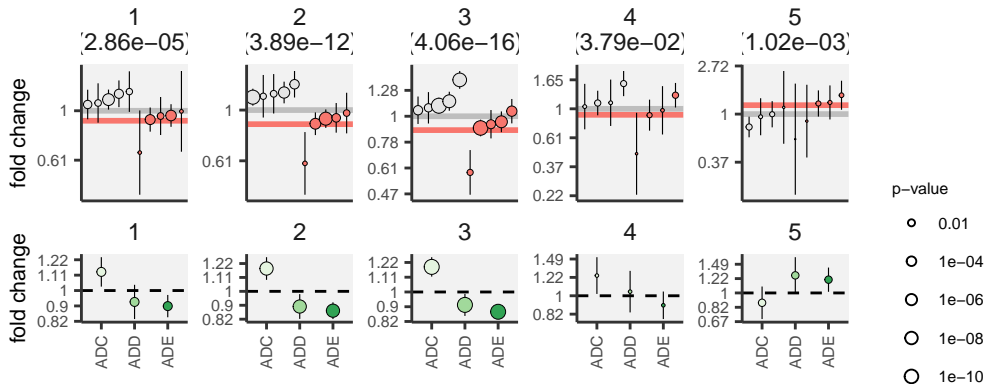 1 2 3 4 5
(2.86e−05) (3.89e−12) (4.06e−16) (3.79e−02) (1.02e−03)
fold change
1
0.61
1
0.61
1.28
1
0.78
0.61
0.47
1.65
1
0.61
0.37
0.22
2.72
1
0.37
p−value
0.01
1e−04
1e−06
1e−08
1e−10
1 2 3 4 5
fold change
1.22
1.11
1
0.9
0.82
1.22
1.11
1
0.9
0.82
1.22
1.11
1
0.9
0.82
1.49
1.22
1
0.82
1.49
1.22
1
0.82
0.67
ADC ADD ADE
ADC ADD ADE
ADC ADD ADE
ADC ADD ADE
ADC ADD ADE